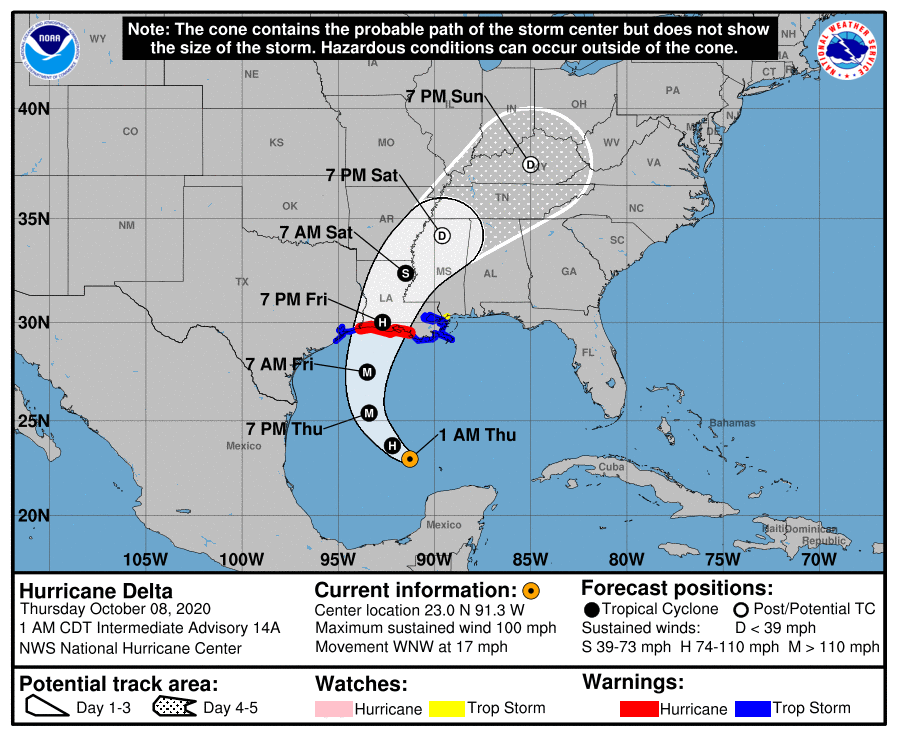 Note: The cone contains the probable path of the storm center but does not show
the size of the storm. Hazardous conditions can occur outside of the cone.
NOAA
NATIONAL WEATHER SERVICE
WY
IA
NH
MA
CT
NE
IL
IN
OH
PA
NJ
40N
7 PM Sun
CO
KS
MO
WV
DE
VA
KY
7 PM Sat
OK
AR
TN
NC
35N
NM
7 AM Sat
SC
TX
MS
AL
GA
7 PM Fri
LA
30N
7 AM Fri
FL
25N
7 PM Thu
1 AM Thu
Mexico
Bahamas
Cuba
20N
Mexico
Haiti
Dominican
Republic
105W
100W
95W
90W
85W
80W
75W
70W
D
D
S
H
M
M
H
Hurricane Delta
Thursday October 08, 2020
1 AM CDT Intermediate Advisory 14A
NWS National Hurricane Center
Current information:
Center location 23.0 N 91.3 W
Maximum sustained wind 100 mph
Movement WNW at 17 mph
Forecast positions:
Tropical Cyclone Post/Potential TC
Sustained winds: D < 39 mph
S 39-73 mph H 74-110 mph M > 110 mph
Potential track area:
Day 1-3 Day 4-5
Watches:
Hurricane Trop Storm
Warnings:
Hurricane Trop Storm